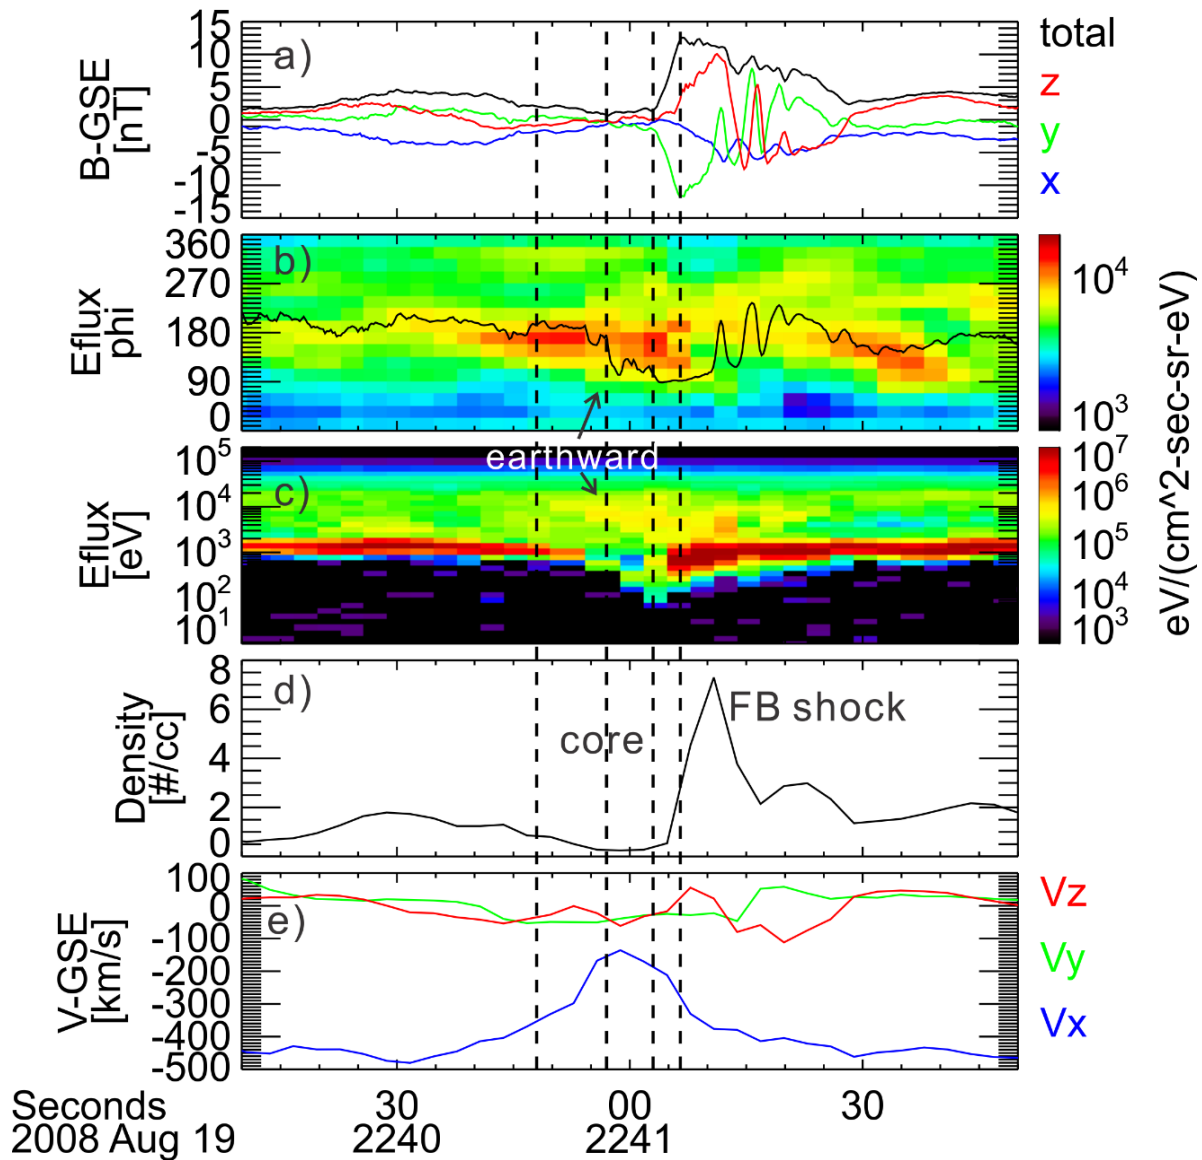 B-GSE
[nT]
15
10
5
0
-5
-10
-15
a)
total
z
y
x
Eflux
phi
360
270
180
90
0
b)
10^4
10^3
earthward
Eflux
[eV]
10^5
10^4
10^3
10^2
10^1
c)
10^7
10^6
10^5
10^4
10^3
eV/(cm^2-sec-sr-eV)
Density
[#/cc]
8
6
4
2
0
d)
core
FB shock
V-GSE
[km/s]
100
0
-100
-200
-300
-400
-500
e)
Vz
Vy
Vx
Seconds 30 00 30
2008 Aug 19 2240 2241